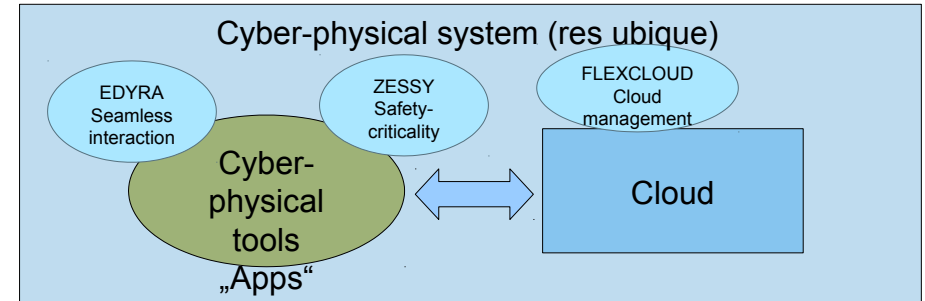 Cyber-physical system (res ubique)
EDYRA
Seamless
interaction
ZESSY
Safety-
criticality
FLEXCLOUD
Cloud
management
Cyber-
physical
tools
„Apps“
Cloud